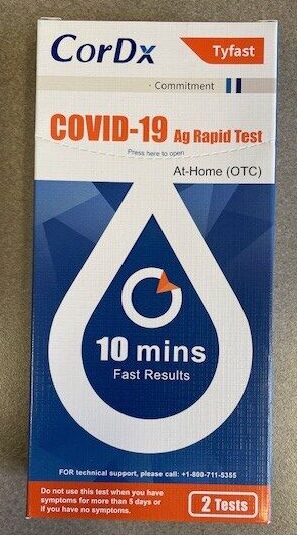 CorDx
Tyfast
· Commitment
COVID-19 Ag Rapid Test
Press here to open
At-Home (OTC)
10 mins
Fast Results
FOR technical support, please call: +1-800-711-5355
Do not use this test when you have
symptoms for more than 5 days or
if you have no symptoms.
2 Tests